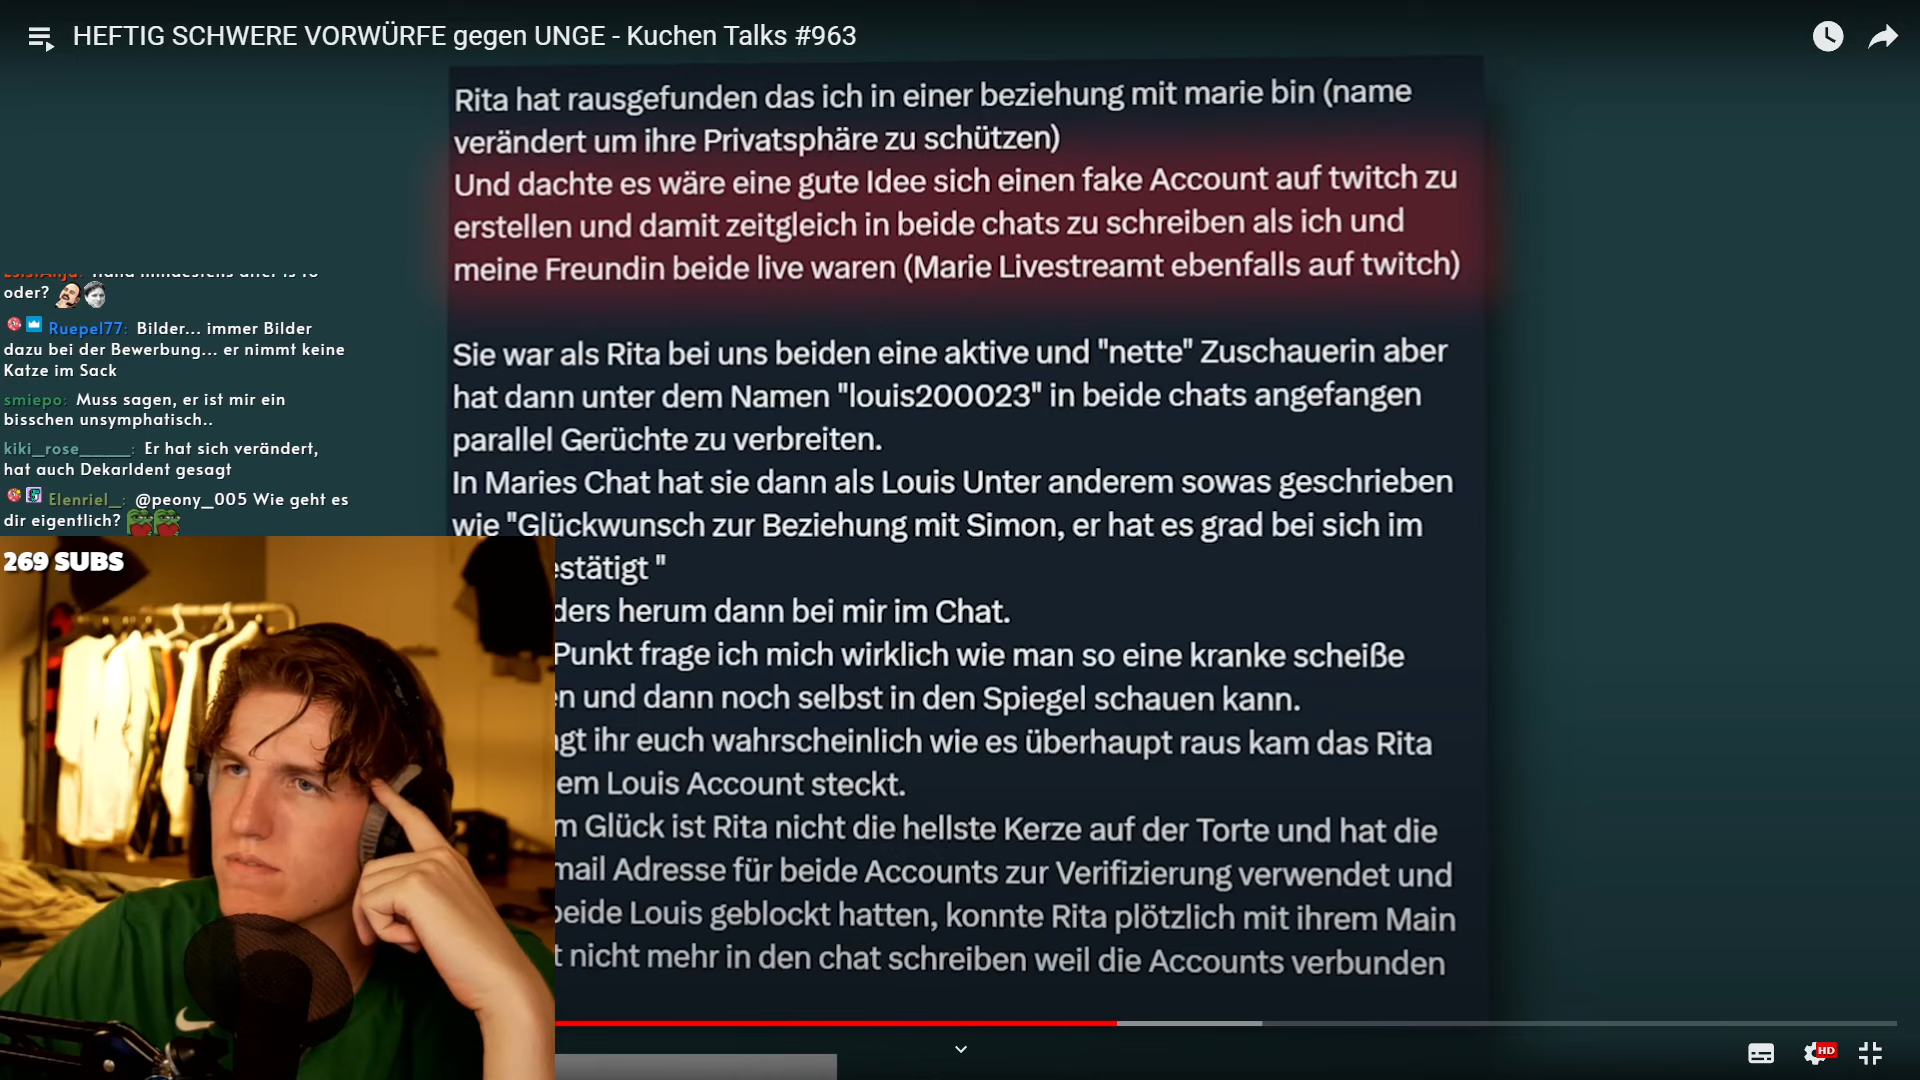 HEFTIG SCHWERE VORWÜRFE gegen UNGE - Kuchen Talks #963
Rita hat rausgefunden das ich in einer beziehung mit marie bin (name
verändert um ihre Privatsphäre zu schützen)
Und dachte es wäre eine gute Idee sich einen fake Account auf twitch zu
erstellen und damit zeitgleich in beide chats zu schreiben als ich und
meine Freundin beide live waren (Marie Livestreamt ebenfalls auf twitch)
Sie war als Rita bei uns beiden eine aktive und "nette" Zuschauerin aber
hat dann unter dem Namen "louis200023" in beide chats angefangen
parallel Gerüchte zu verbreiten.
In Maries Chat hat sie dann als Louis Unter anderem sowas geschrieben
wie "Glückwunsch zur Beziehung mit Simon, er hat es grad bei sich im
estätigt "
ders herum dann bei mir im Chat.
Punkt frage ich mich wirklich wie man so eine kranke scheiße
n und dann noch selbst in den Spiegel schauen kann.
gt ihr euch wahrscheinlich wie es überhaupt raus kam das Rita
em Louis Account steckt.
m Glück ist Rita nicht die hellste Kerze auf der Torte und hat die
mail Adresse für beide Accounts zur Verifizierung verwendet und
beide Louis geblockt hatten, konnte Rita plötzlich mit ihrem Main
t nicht mehr in den chat schreiben weil die Accounts verbunden
oder?
Ruepel77: Bilder... immer Bilder
dazu bei der Bewerbung... er nimmt keine
Katze im Sack
smiepo: Muss sagen, er ist mir ein
bisschen unsymphatisch..
kiki_rose_____: Er hat sich verändert,
hat auch Dekarldent gesagt
Elenriel_: @peony_005 Wie geht es
dir eigentlich?
269 SUBS
HD